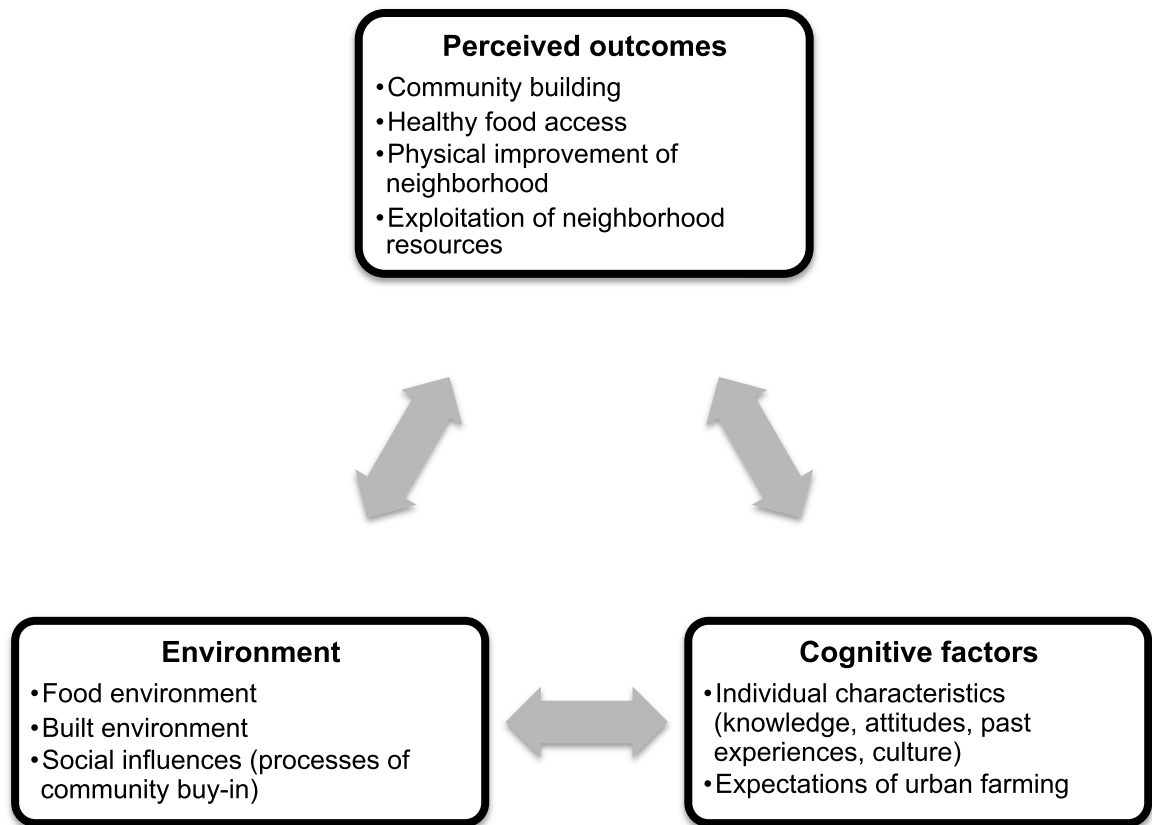 Perceived outcomes
•Community building
•Healthy food access
•Physical improvement of
neighborhood
•Exploitation of neighborhood
resources
Environment
•Food environment
•Built environment
•Social influences (processes of
community buy-in)
Cognitive factors
•Individual characteristics
(knowledge, attitudes, past
experiences, culture)
•Expectations of urban farming